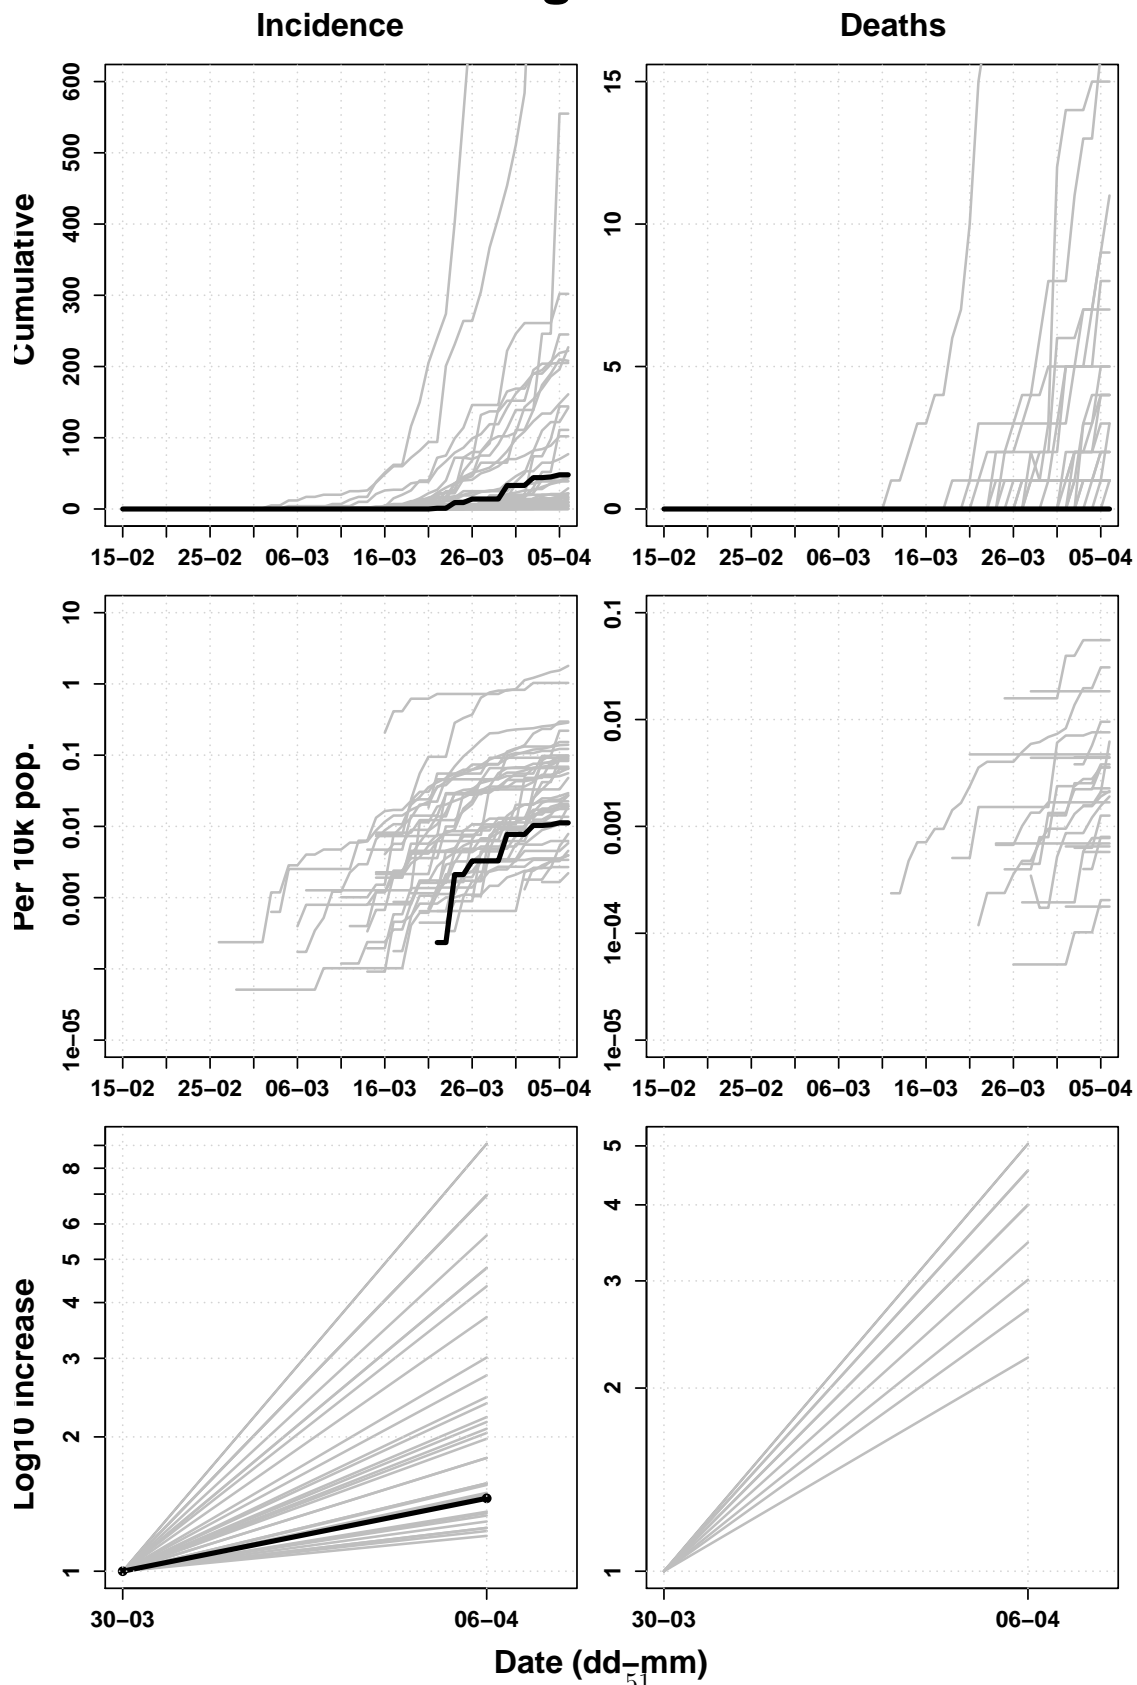 Incidence Deaths
Cumulative
0 100 200 300 400 500 600
15−02 25−02 06−03 16−03 26−03 05−04
0 5 10 15
15−02 25−02 06−03 16−03 26−03 05−04
Per 10k pop.
1e−05 0.001 0.01 0.1 1 10
15−02 25−02 06−03 16−03 26−03 05−04
1e−05 1e−04 0.001 0.01 0.1
15−02 25−02 06−03 16−03 26−03 05−04
Log10 increase
1 2 3 4 5 6 8
30−03 06−04
1 2 3 4 5
30−03 06−04
Date (dd−mm)
51